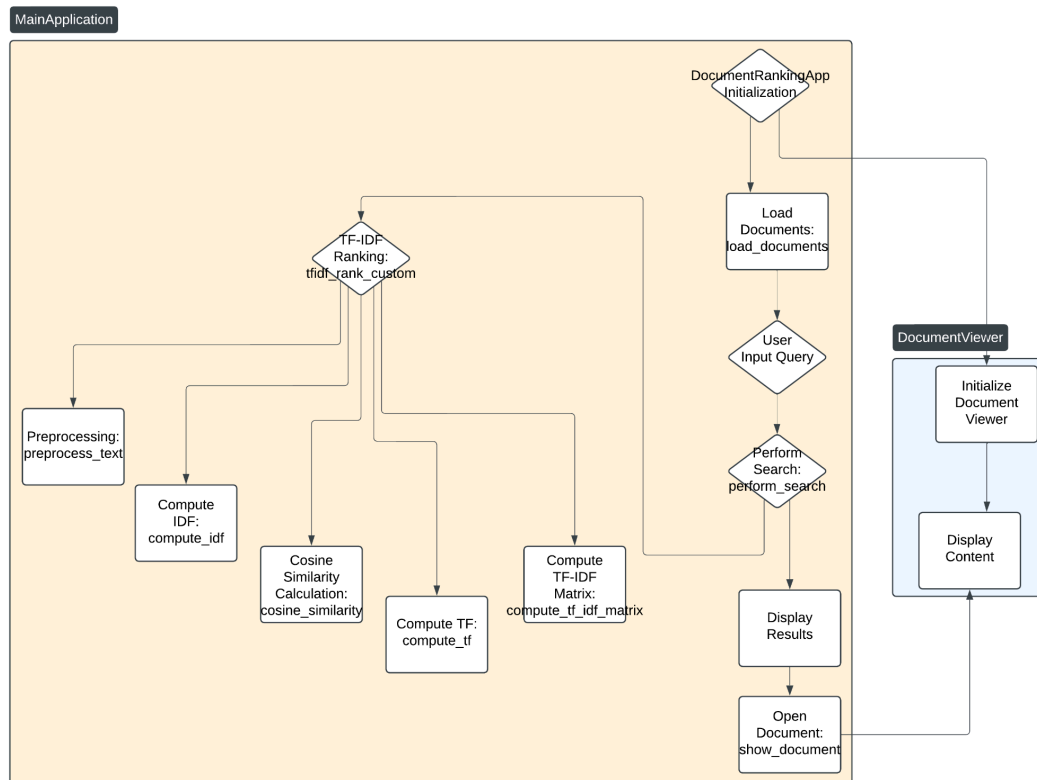 MainApplication
DocumentRankingApp
Initialization
Load
Documents:
load_documents
TF-IDF
Ranking:
tfidf_rank_custom
User
Input Query
DocumentViewer
Initialize
Document
Viewer
Preprocessing:
preprocess_text
Perform
Search:
perform_search
Compute
IDF:
compute_idf
Display
Content
Cosine
Similarity
Calculation:
cosine_similarity
Compute
TF-IDF
Matrix:
compute_tf_idf_matrix
Compute TF:
compute_tf
Display
Results
Open
Document:
show_document